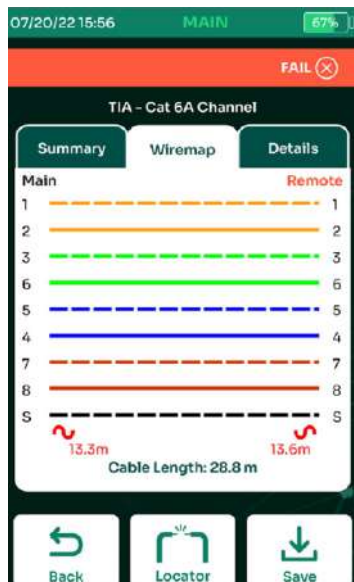 07/20/22 15:56 MAIN 67%
FAIL
TIA - Cat 6A Channel
Summary Wiremap Details
Main Remote
1 1
2 2
3 3
6 6
5 5
4 4
7 7
8 8
S S
13.3m 13.6m
Cable Length: 28.8 m
Back Locator Save